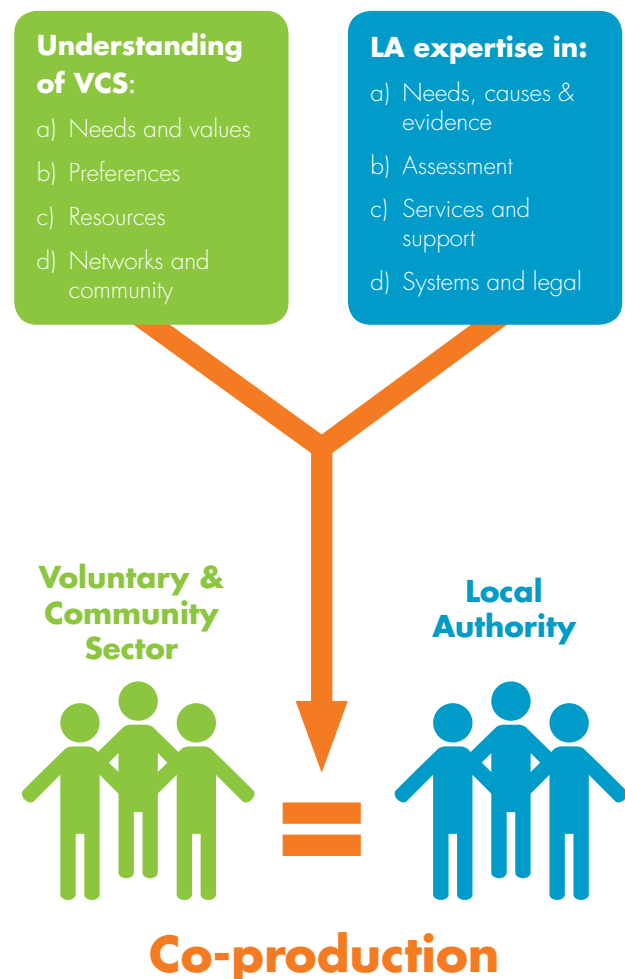 Understanding
of VCS:
a) Needs and values
b) Preferences
c) Resources
d) Networks and
community
LA expertise in:
a) Needs, causes &
evidence
b) Assessment
c) Services and
support
d) Systems and legal
Voluntary &
Community
Sector
Local
Authority
=
Co-production